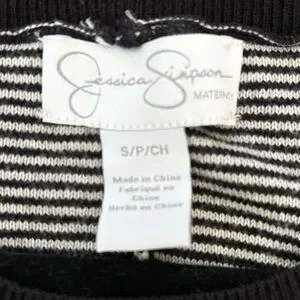 Jessica Simpson
MATERNITY
S/P/CH
Made in China
Fabriqué en
Chine
Hecho en China